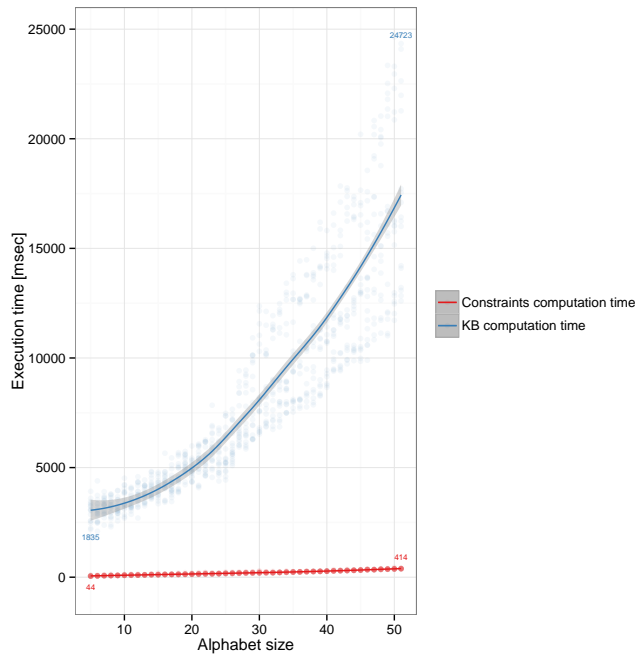 25000
24723
20000
15000
Execution time [msec]
Constraints computation time
KB computation time
10000
5000
1835
414
0
44
10 20 30 40 50
Alphabet size